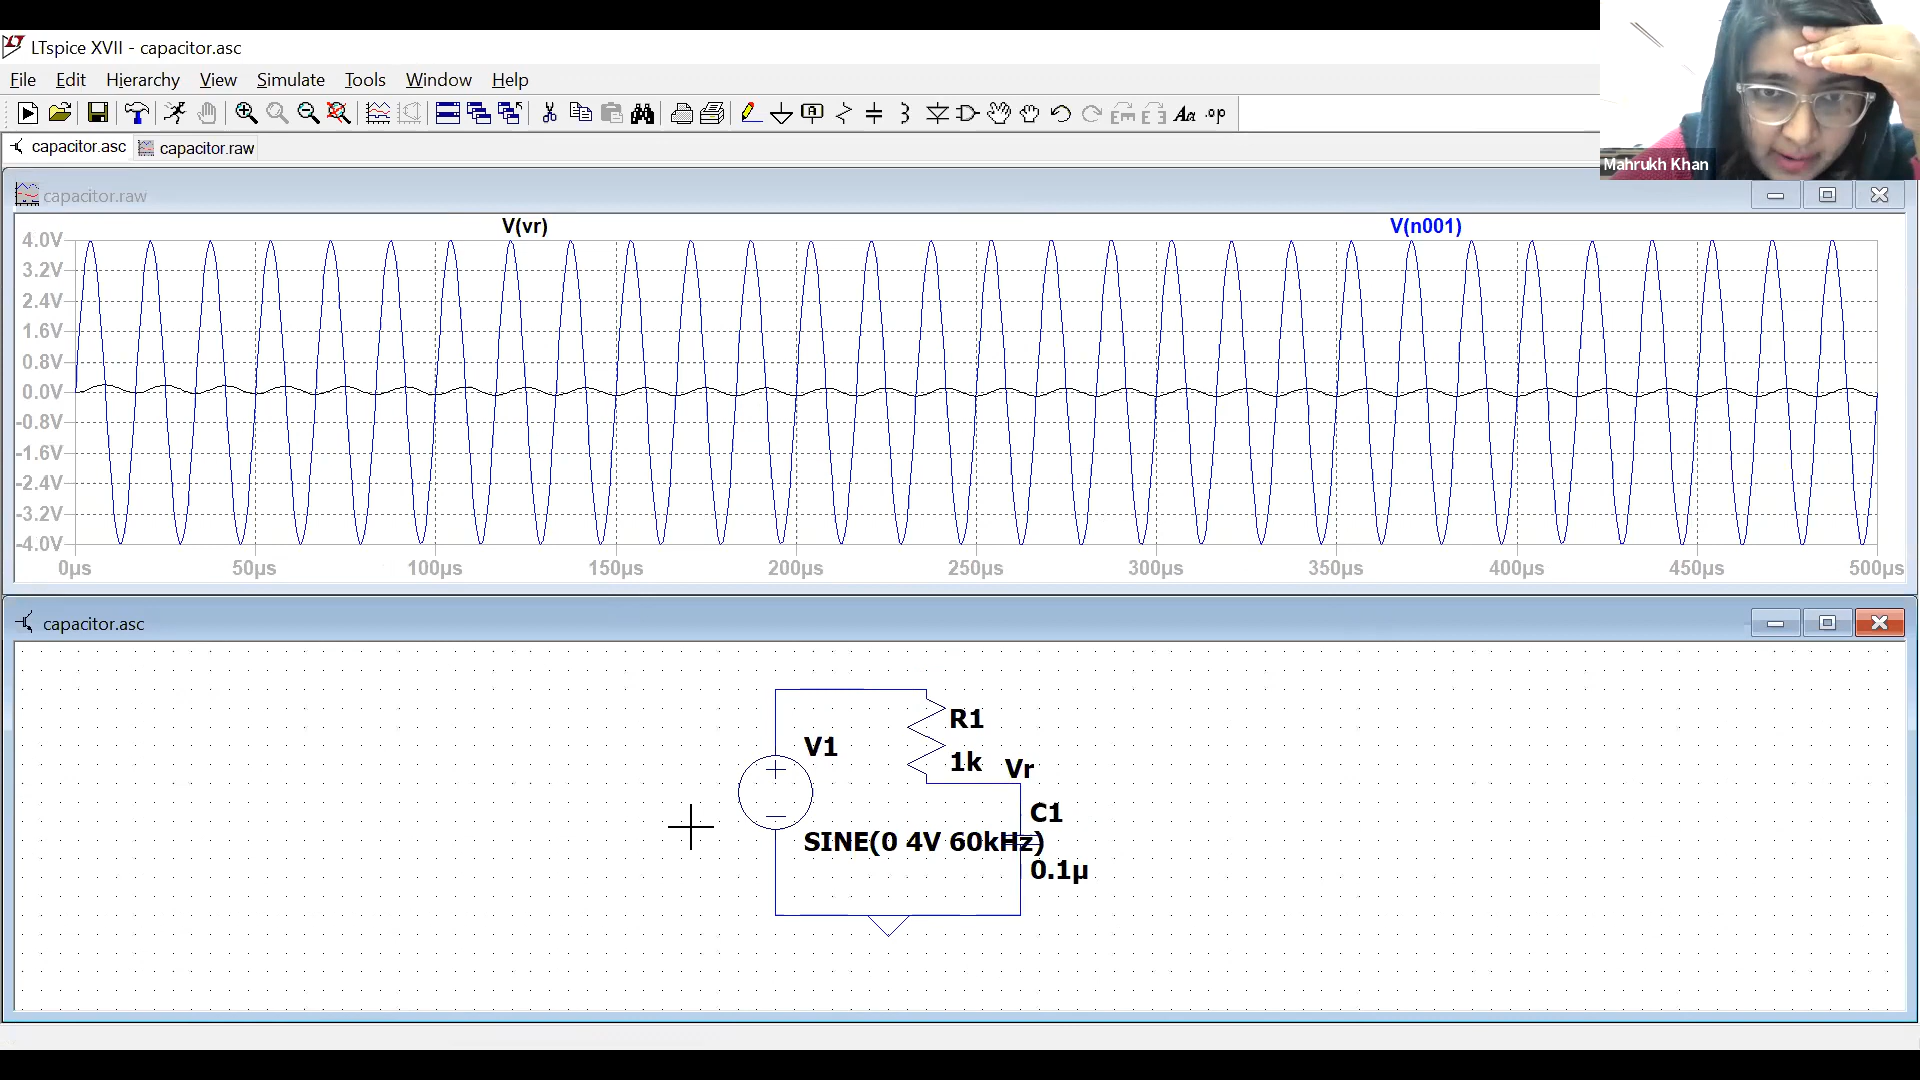 LTspice XVII - capacitor.asc
File Edit Hierarchy View Simulate Tools Window Help
Aa .op
capacitor.asc capacitor.raw
Mahrukh Khan
capacitor.raw
V(vr) V(n001)
4.0V
3.2V
2.4V
1.6V
0.8V
0.0V
-0.8V
-1.6V
-2.4V
-3.2V
-4.0V
0µs 50µs 100µs 150µs 200µs 250µs 300µs 350µs 400µs 450µs 500µs
capacitor.asc
R1
V1
1k Vr
C1
SINE(0 4V 60kHz)
0.1µ